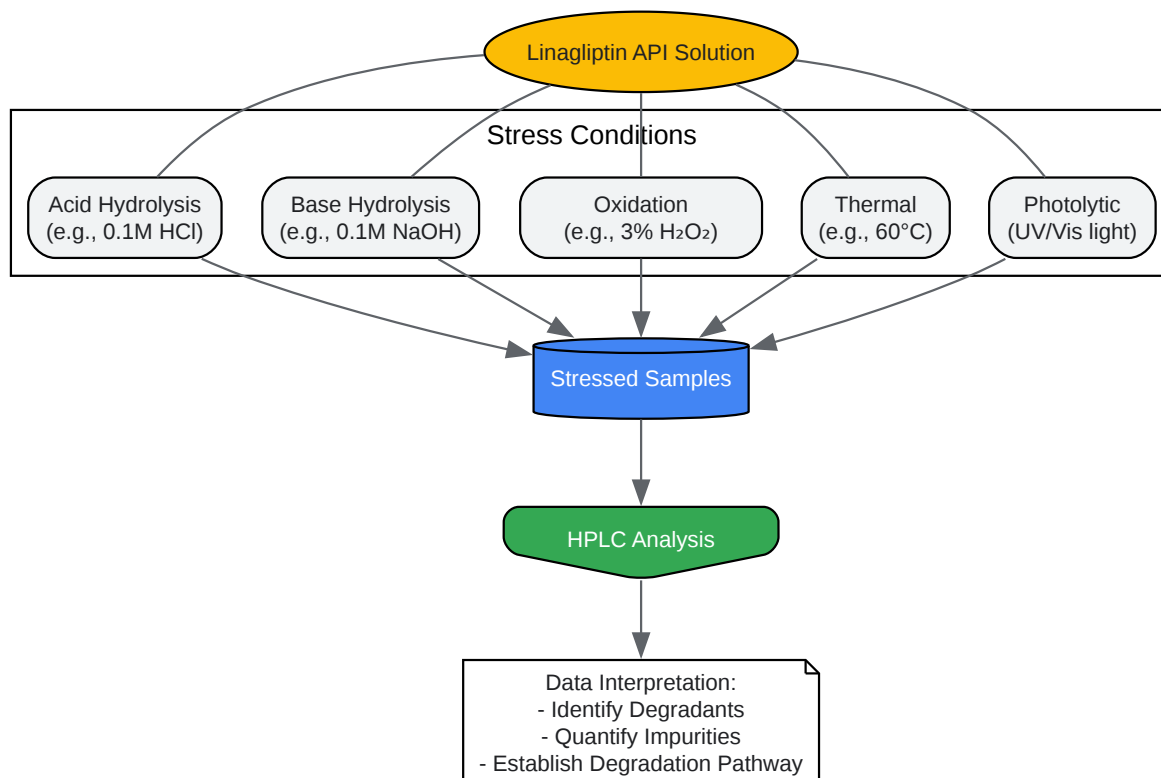 Linagliptin API Solution
Stress Conditions
Acid Hydrolysis
(e.g., 0.1M HCl)
Base Hydrolysis
(e.g., 0.1M NaOH)
Oxidation
(e.g., 3% H₂O₂)
Thermal
(e.g., 60°C)
Photolytic
(UV/Vis light)
Stressed Samples
HPLC Analysis
Data Interpretation:
- Identify Degradants
- Quantify Impurities
- Establish Degradation Pathway